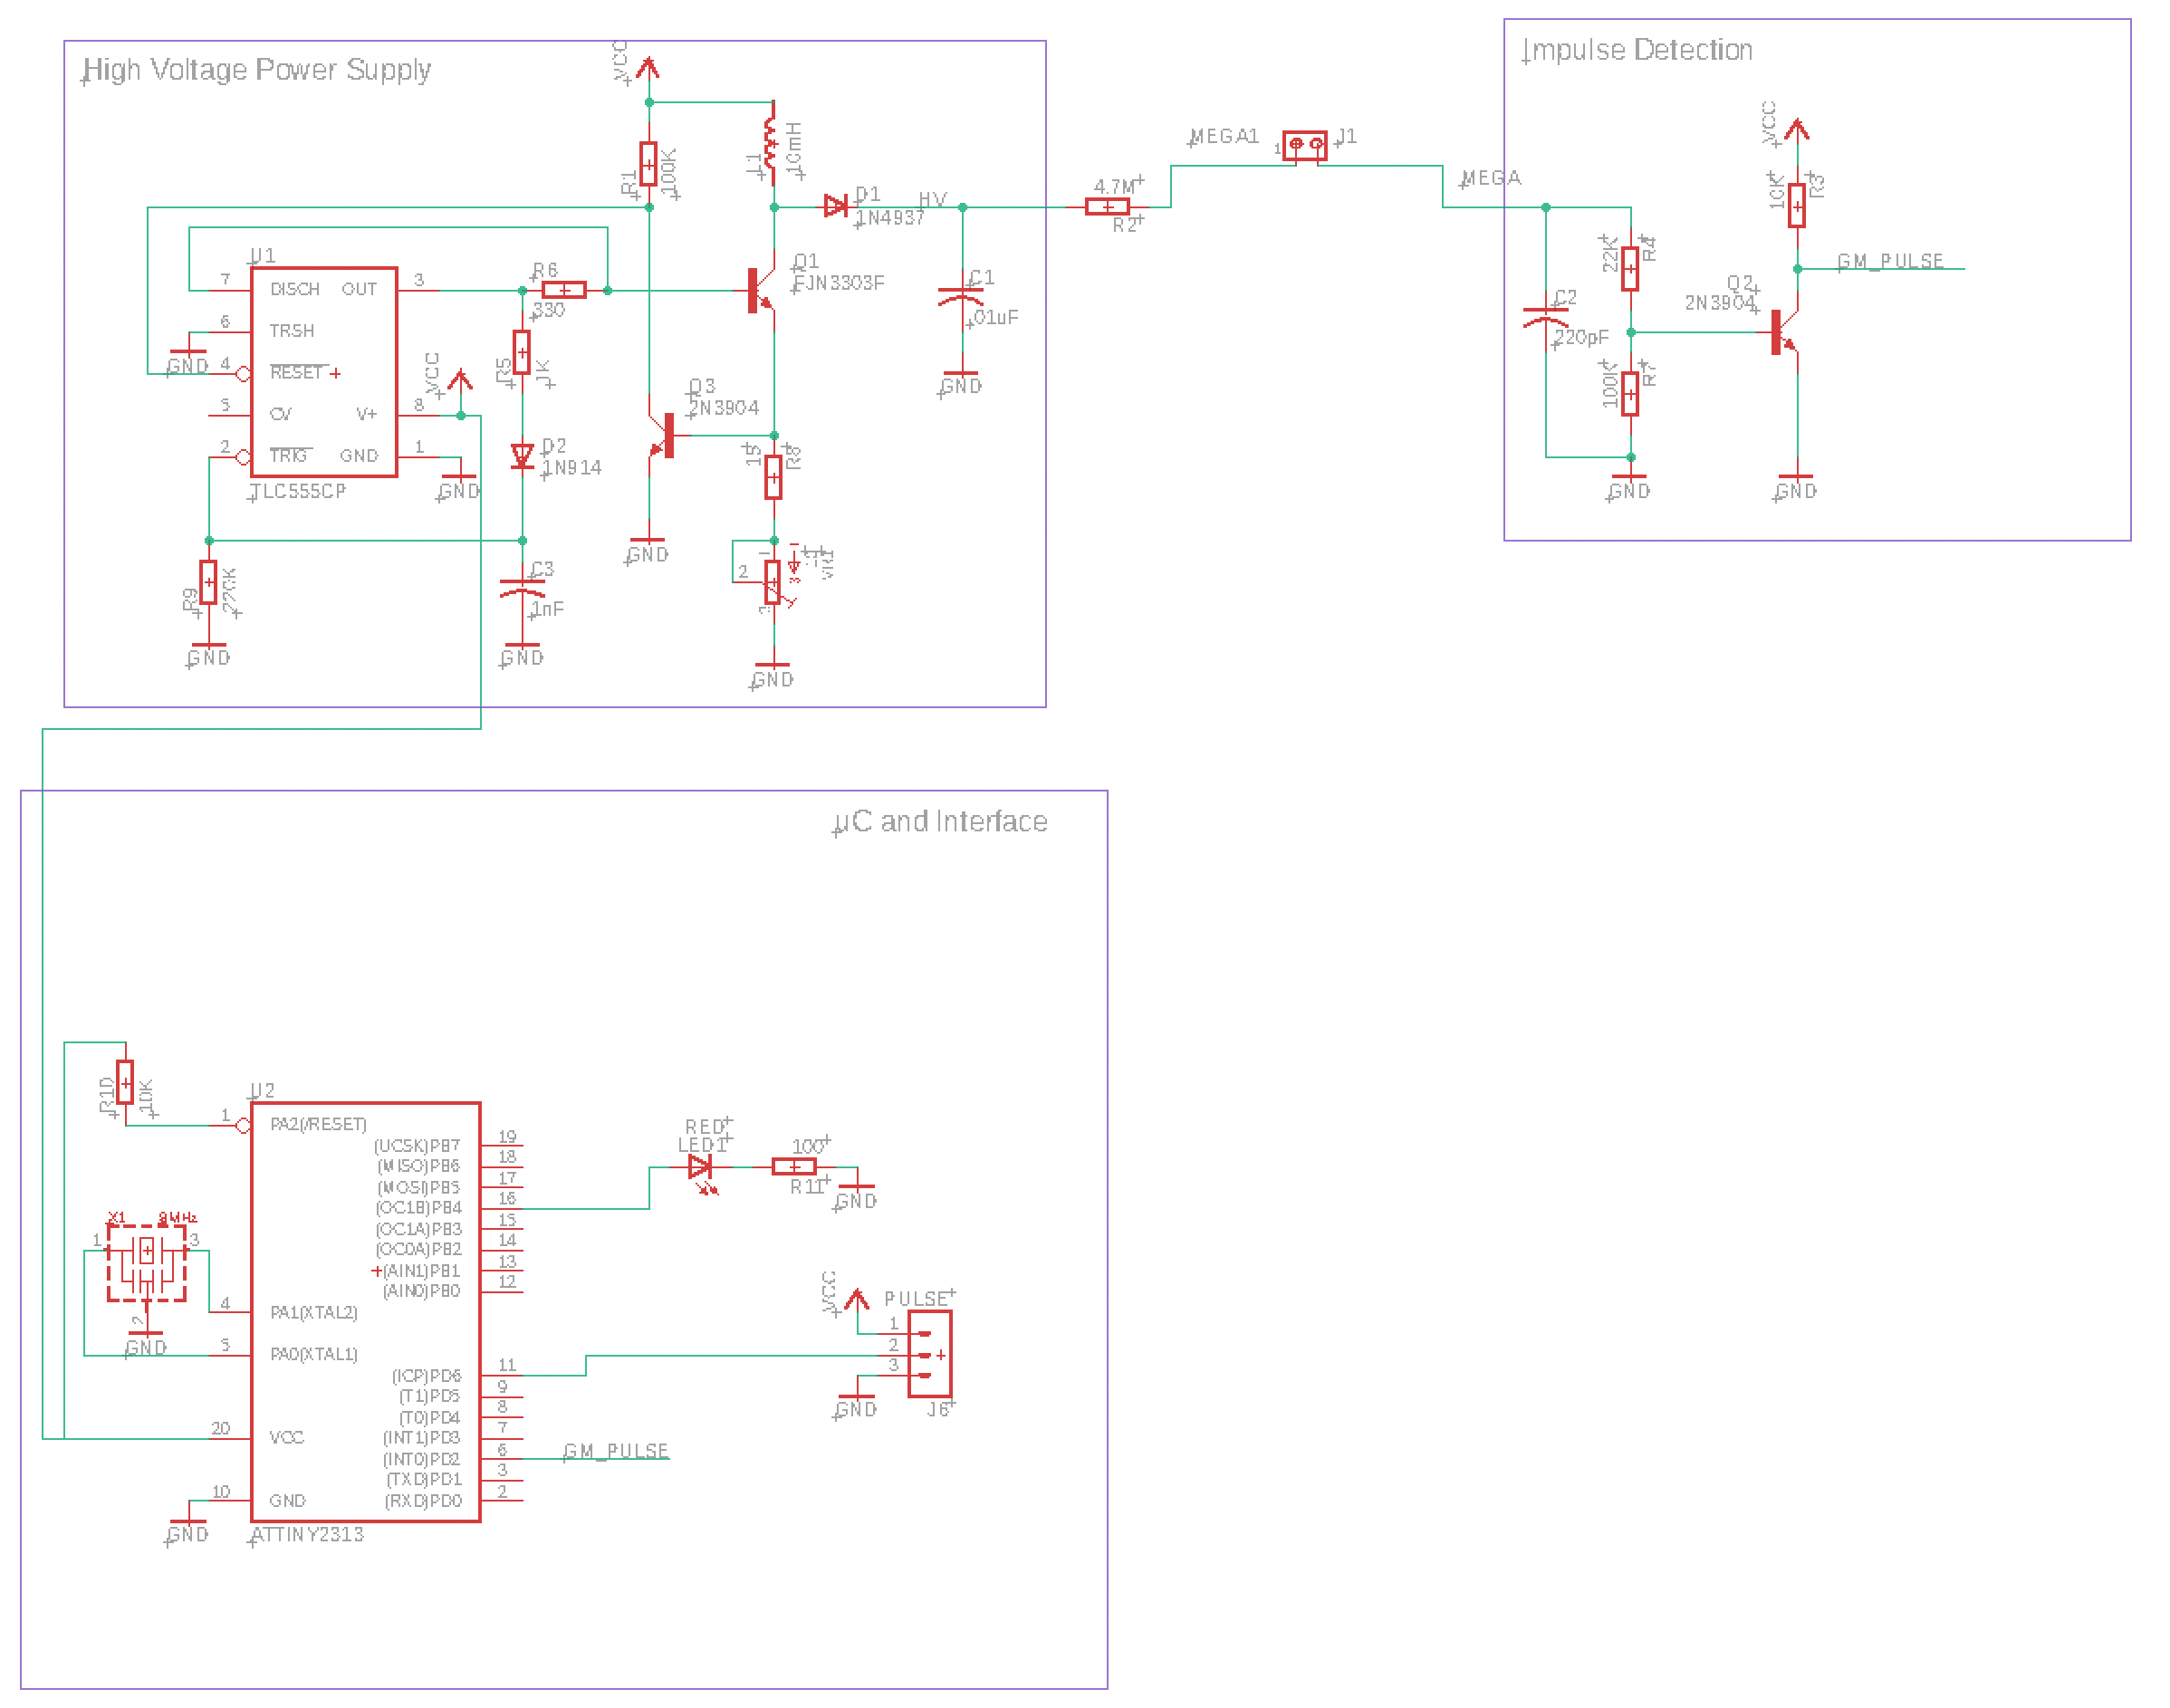 High Voltage Power Supply
VCC
R1
100K
L1
10mH
D1
1N4937
HV
U1
7
DISCH
OUT
3
6
TRSH
GND
4
RESET
5
CV
V+
8
VCC
2
TRIG
GND
1
TLC555CP
GND
R6
330
R5
1K
D2
1N914
Q1
FJN3303F
C1
.01uF
GND
Q3
2N3904
15
R8
GND
R9
220K
GND
C3
1nF
GND
1
2
3
GND
4.7M
R2
MEGA1
1
J1
MEGA
Impulse Detection
VCC
10K
R3
22K
R4
GM_PULSE
Q2
2N3904
C2
220pF
100K
R7
GND
GND
µC and Interface
R10
10K
U2
1
PA2(/RESET)
(UCSK)PB7
19
(MISO)PB6
18
(MOSI)PB5
17
(OC1B)PB4
16
(OC1A)PB3
15
(OC0A)PB2
14
(AIN1)PB1
13
(AIN0)PB0
12
RED
LED1
100
R11
GND
X1
1
3
2
GND
4
PA1(XTAL2)
5
PA0(XTAL1)
(ICP)PD6
11
(T1)PD5
9
(T0)PD4
8
(INT1)PD3
7
(INT0)PD2
6
GM_PULSE
(TXD)PD1
3
(RXD)PD0
2
20
VCC
10
GND
GND
ATTINY2313
VCC
PULSE
1
2
3
GND
J6